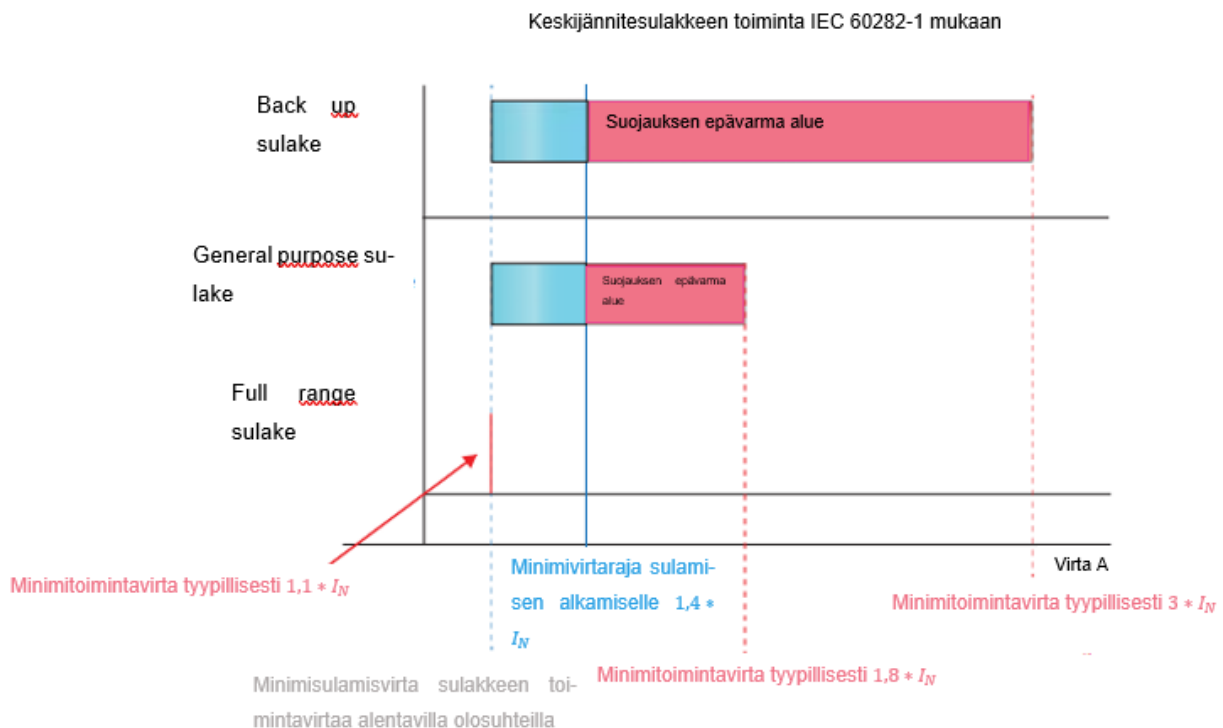 Keskijännitesulakkeen toiminta IEC 60282-1 mukaan
Back up
sulake
Suojauksen epävarma alue
General purpose su-
lake
Suojauksen epävarma
alue
Full range
sulake
Virta A
Minimitoimintavirta tyypillisesti 1,1 * I_N
Minimivirtaraja sulami-
sen alkamiselle 1,4 *
I_N
Minimitoimintavirta tyypillisesti 3 * I_N
Minimitoimintavirta tyypillisesti 1,8 * I_N
Minimisulamisvirta sulakkeen toi-
mintavirtaa alentavilla olosuhteilla